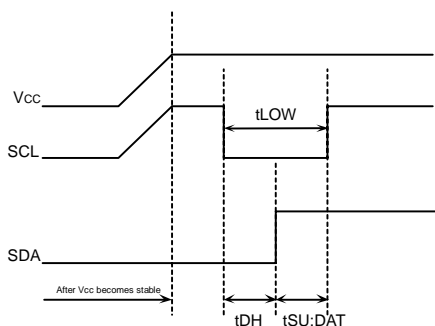 Vcc
tLOW
SCL
SDA
After Vcc becomes stable
tDH
tSU:DAT